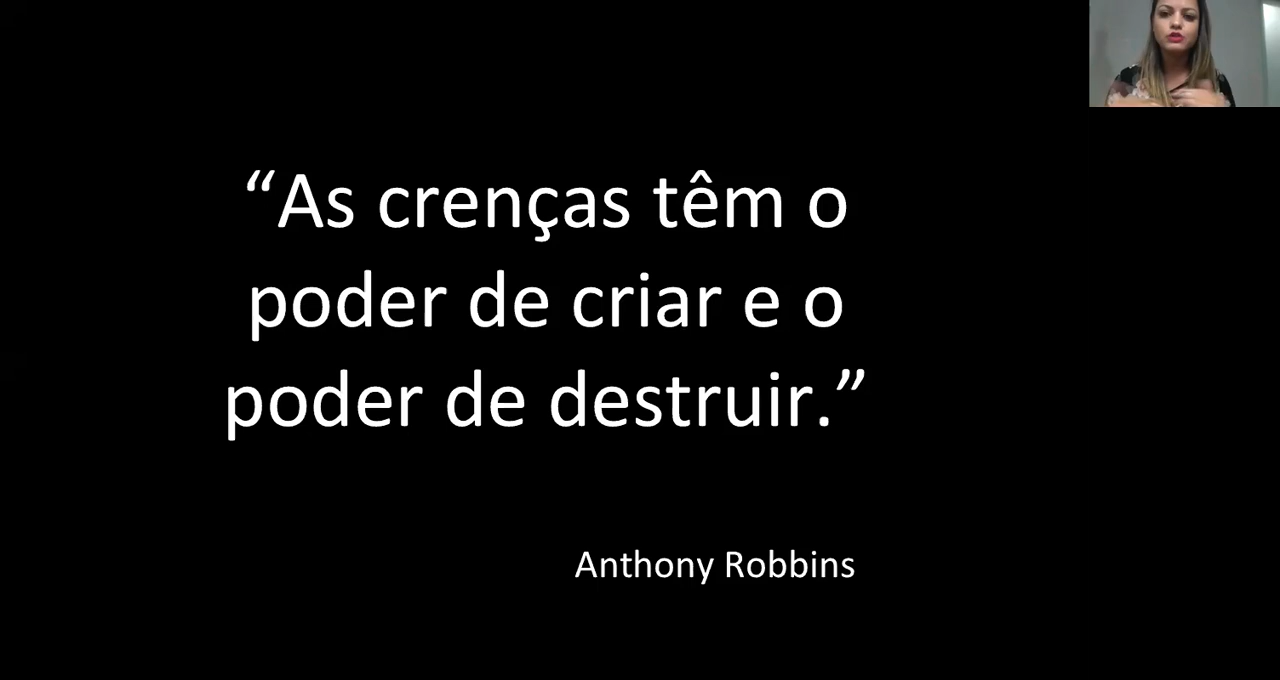 “As crenças têm o
poder de criar e o
poder de destruir.”
Anthony Robbins